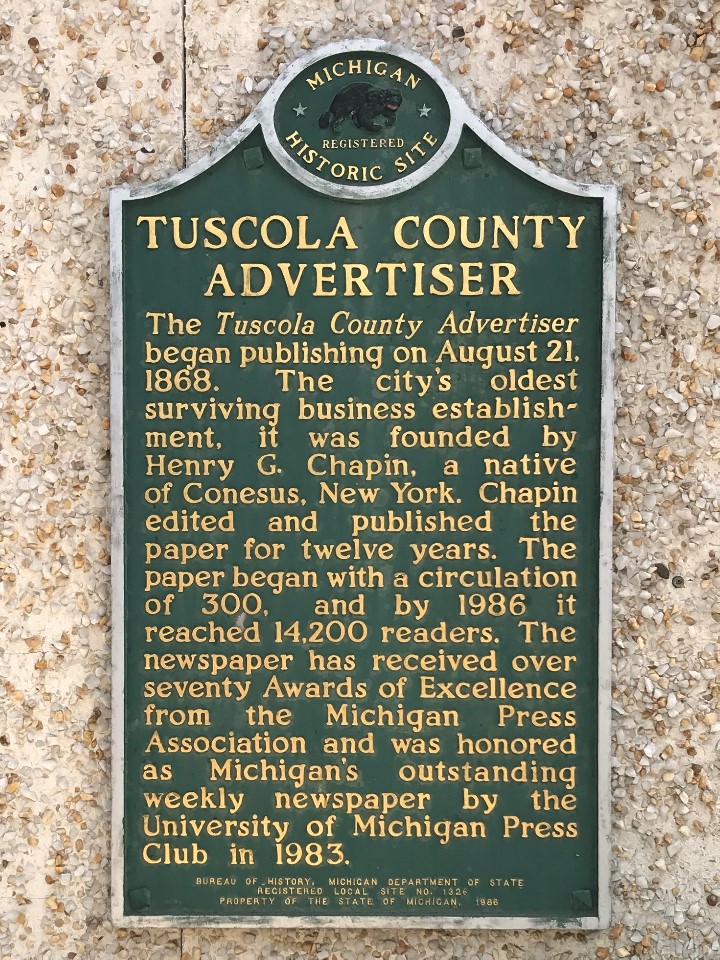 MICHIGAN
REGISTERED
HISTORIC SITE
TUSCOLA COUNTY
ADVERTISER
The Tuscola County Advertiser
began publishing on August 21,
1868. The city's oldest
surviving business establish-
ment, it was founded by
Henry G. Chapin, a native
of Conesus, New York. Chapin
edited and published the
paper for twelve years. The
paper began with a circulation
of 300, and by 1986 it
reached 14,200 readers. The
newspaper has received over
seventy Awards of Excellence
from the Michigan Press
Association and was honored
as Michigan's outstanding
weekly newspaper by the
University of Michigan Press
Club in 1983.
BUREAU OF HISTORY, MICHIGAN DEPARTMENT OF STATE
REGISTERED LOCAL SITE NO. 1326
PROPERTY OF THE STATE OF MICHIGAN, 1986